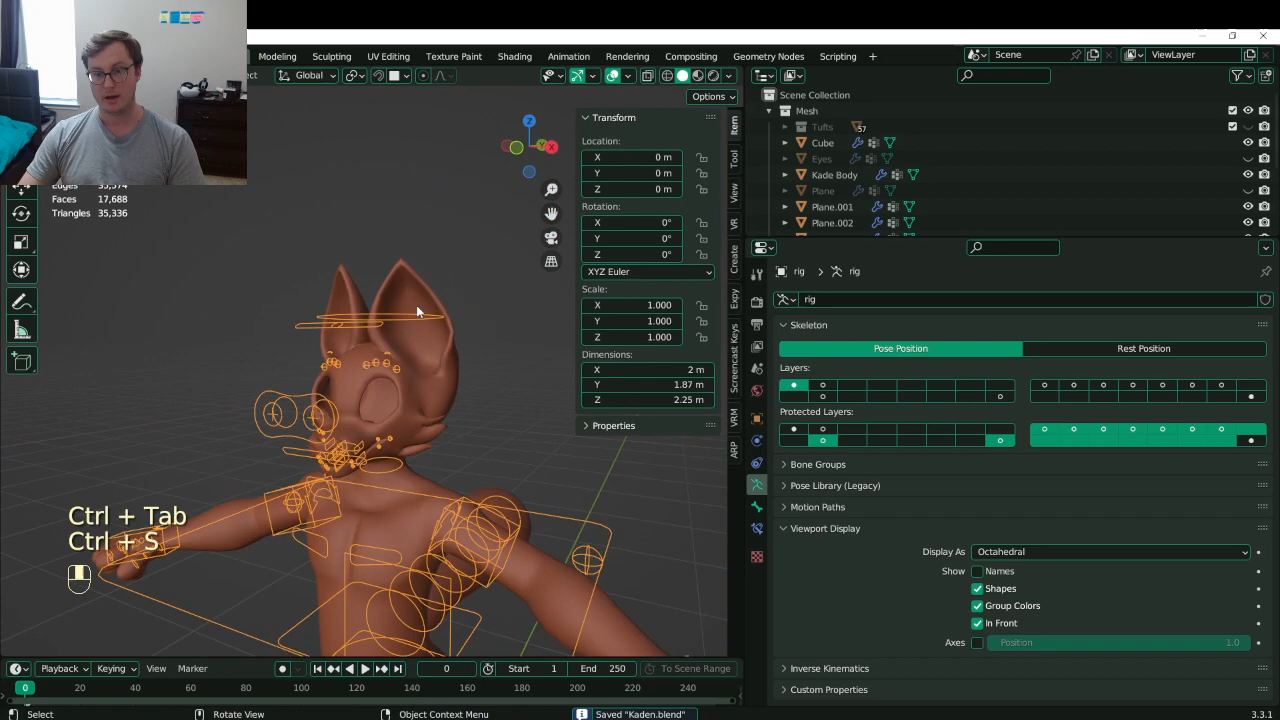 Modeling Sculpting UV Editing Texture Paint Shading Animation Rendering Compositing Geometry Nodes Scripting + Scene ViewLayer
Global
Options
Scene Collection
Mesh
Tufts 57
Cube
Eyes
Kade Body
Plane
Plane.001
Plane.002
Faces 17,688
Triangles 35,336
Transform
Location:
X 0 m
Y 0 m
Z 0 m
Rotation:
X 0°
Y 0°
Z 0°
XYZ Euler
Scale:
X 1.000
Y 1.000
Z 1.000
Dimensions:
X 2 m
Y 1.87 m
Z 2.25 m
Properties
Item
Tool
View
VR
Create
Expy
Screencast Keys
VRM
ARP
rig > rig
rig
Skeleton
Pose Position Rest Position
Layers:
Protected Layers:
Bone Groups
Pose Library (Legacy)
Motion Paths
Viewport Display
Display As Octahedral
Show Names
Shapes
Group Colors
In Front
Axes Position 1.0
Inverse Kinematics
Custom Properties
Ctrl + Tab
Ctrl + S
Playback Keying View Marker 0 Start 1 End 250 To Scene Range
0 20 40 60 80 100 120 140 160 180 200 220 240
Select Rotate View Object Context Menu Saved "Kaden.blend" 3.3.1